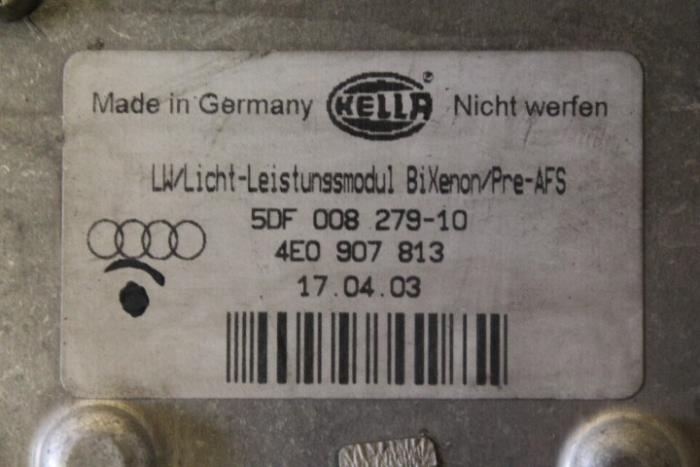 Made in Germany HELLA® Nicht werfen
LW/Licht-Leistungsmodul BiXenon/Pre-AFS
5DF 008 279-10
4E0 907 813
17.04.03